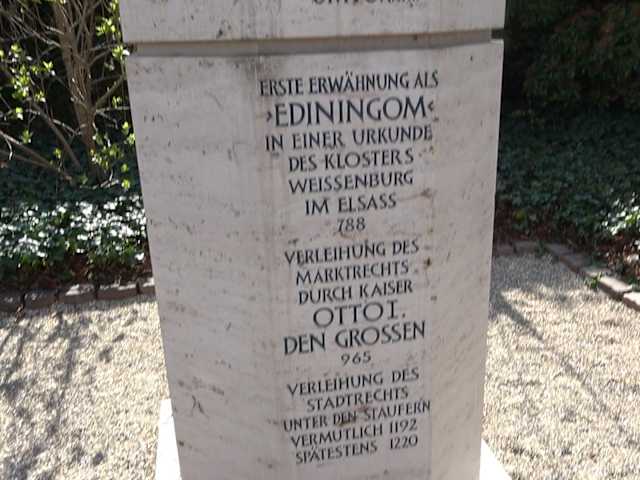 ERSTE ERWÄHNUNG ALS
›EDININGOM‹
IN EINER URKUNDE
DES KLOSTERS
WEISSENBURG
IM ELSASS
788
VERLEIHUNG DES
MARKTRECHTS
DURCH KAISER
OTTO I.
DEN GROSSEN
965
VERLEIHUNG DES
STADTRECHTS
UNTER DEN STAUFERN
VERMUTLICH 1192
SPÄTESTENS 1220